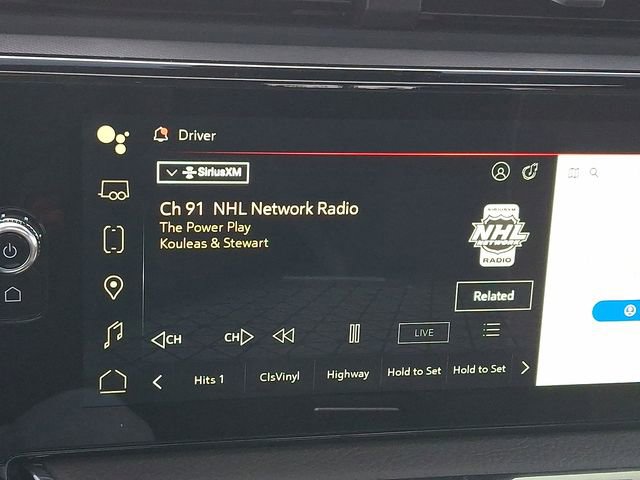 Driver
SiriusXM
Ch 91 NHL Network Radio
The Power Play
Kouleas & Stewart
SIRIUSXM
NHL
NETWORK
RADIO
Related
CH
CH
LIVE
Hits 1
ClsVinyl
Highway
Hold to Set
Hold to Set